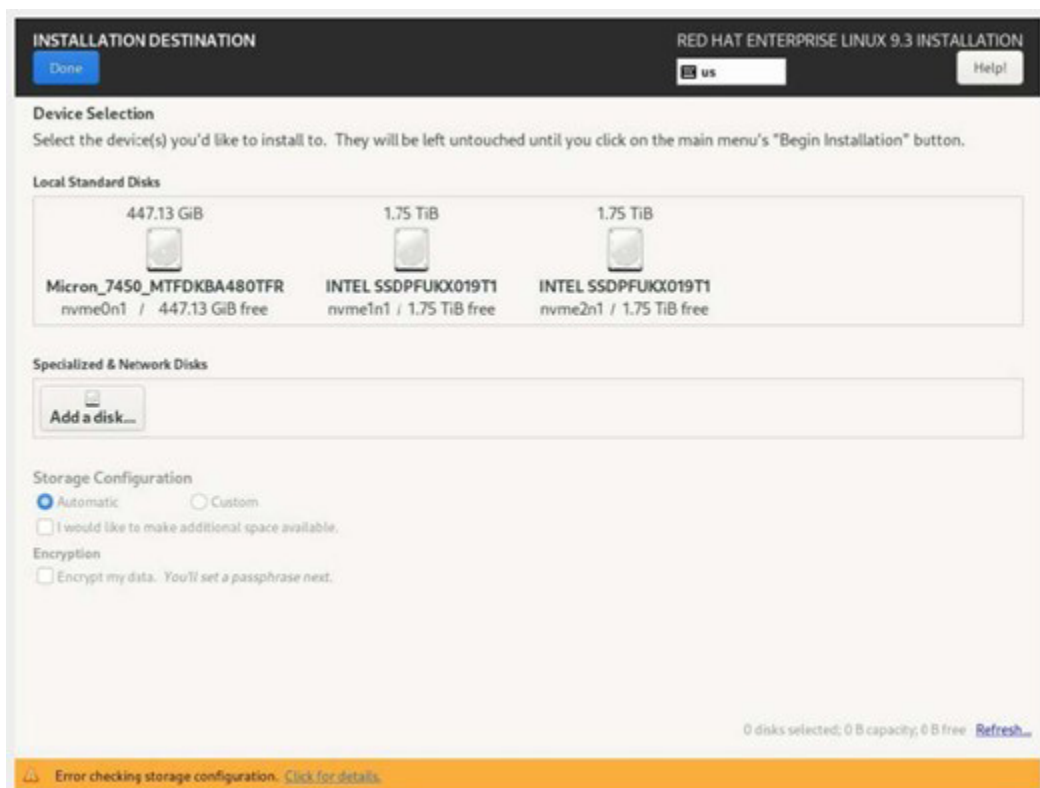 INSTALLATION DESTINATION
RED HAT ENTERPRISE LINUX 9.3 INSTALLATION
Done
us
Help!
Device Selection
Select the device(s) you'd like to install to. They will be left untouched until you click on the main menu's "Begin Installation" button.
Local Standard Disks
447.13 GiB 1.75 TiB 1.75 TiB
Micron_7450_MTFDKBA480TFR INTEL SSDPFUKX019T1 INTEL SSDPFUKX019T1
nvme0n1 / 447.13 GiB free nvme1n1 / 1.75 TiB free nvme2n1 / 1.75 TiB free
Specialized & Network Disks
Add a disk...
Storage Configuration
Automatic Custom
I would like to make additional space available.
Encryption
Encrypt my data. You'll set a passphrase next.
0 disks selected; 0 B capacity; 0 B free Refresh...
Error checking storage configuration. Click for details.